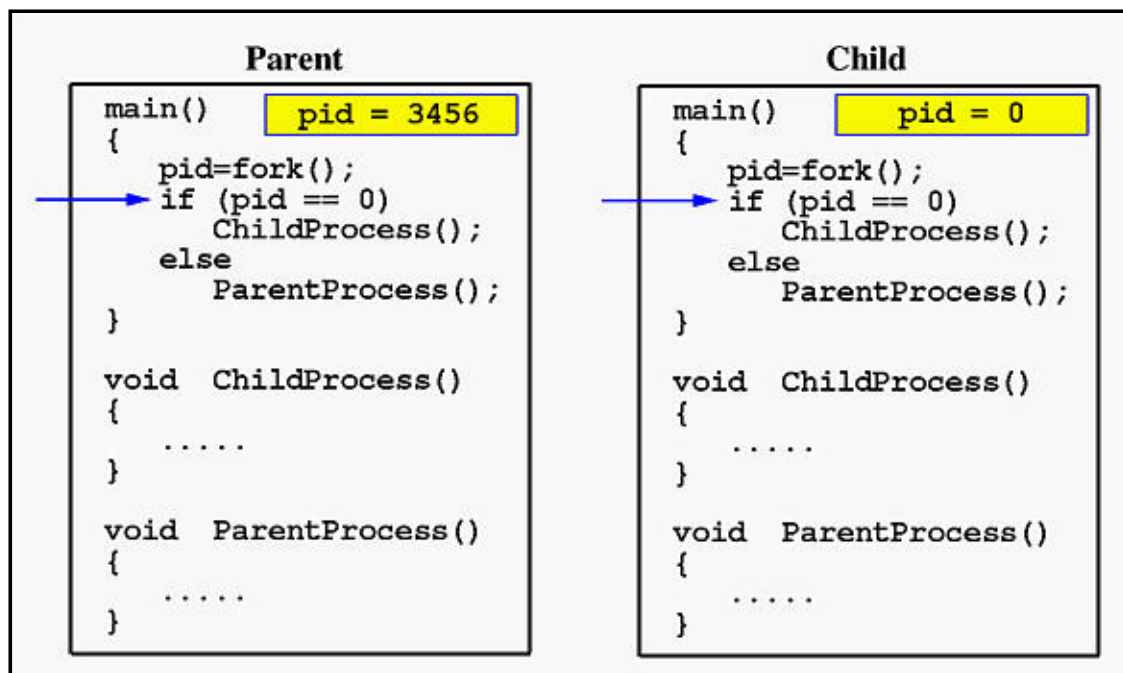 Parent
main()
pid = 3456
{
pid=fork();
if (pid == 0)
ChildProcess();
else
ParentProcess();
}
void ChildProcess()
{
.....
}
void ParentProcess()
{
.....
}
Child
main()
pid = 0
{
pid=fork();
if (pid == 0)
ChildProcess();
else
ParentProcess();
}
void ChildProcess()
{
.....
}
void ParentProcess()
{
.....
}